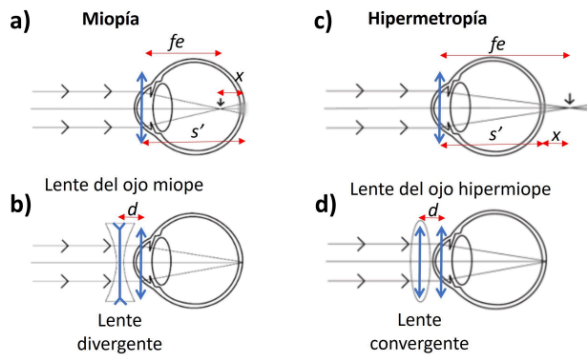 a) Miopía
fe
x
s'
Lente del ojo miope
b)
d
Lente
divergente
c) Hipermetropía
fe
s'
x
Lente del ojo hipermiope
d)
d
Lente
convergente